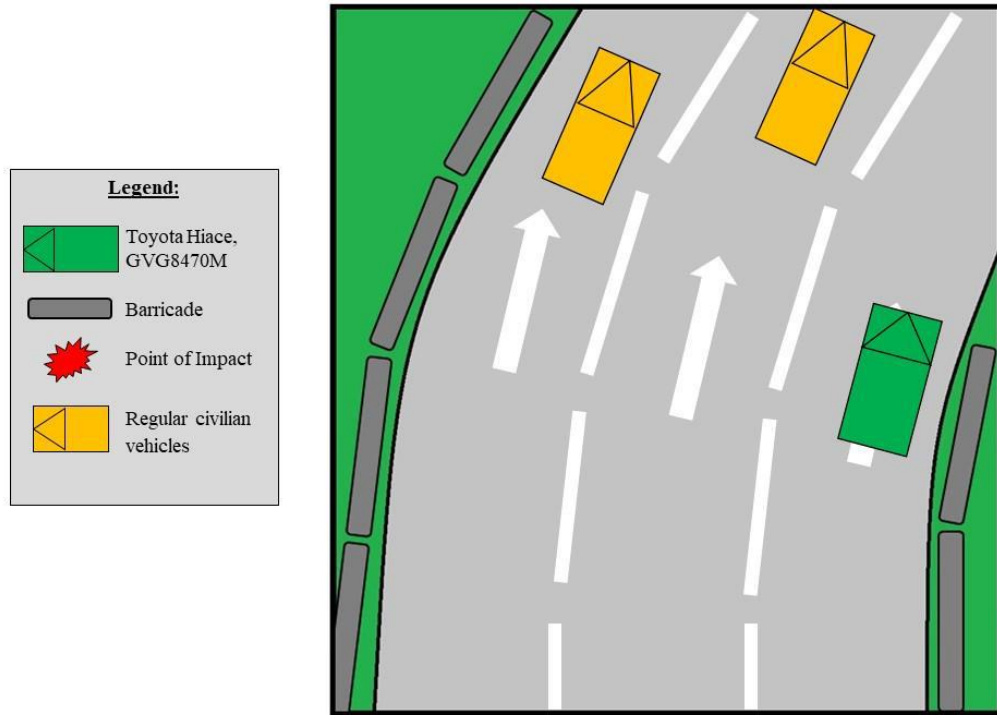 Legend:
Toyota Hiace,
GVG8470M
Barricade
Point of Impact
Regular civilian
vehicles